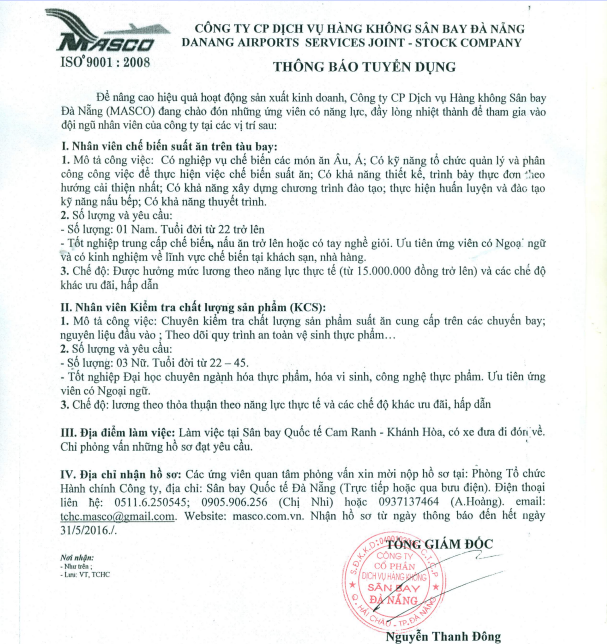 MASCO
ISO 9001 : 2008
CÔNG TY CP DỊCH VỤ HÀNG KHÔNG SÂN BAY ĐÀ NẴNG
DANANG AIRPORTS SERVICES JOINT - STOCK COMPANY
THÔNG BÁO TUYỂN DỤNG
Để nâng cao hiệu quả hoạt động sản xuất kinh doanh, Công ty CP Dịch vụ Hàng không Sân bay
Đà Nẵng (MASCO) đang chào đón những ứng viên có năng lực, đầy lòng nhiệt thành để tham gia vào
đội ngũ nhân viên của công ty tại các vị trí sau:
I. Nhân viên chế biến suất ăn trên tàu bay:
1. Mô tả công việc: Có nghiệp vụ chế biến các món ăn Âu, Á; Có kỹ năng tổ chức quản lý và phân
công công việc để thực hiện việc chế biến suất ăn; Có khả năng thiết kế, trình bày thực đơn theo
hướng cải thiện nhất; Có khả năng xây dựng chương trình đào tạo; thực hiện huấn luyện và đào tạo
kỹ năng nấu bếp; Có khả năng thuyết trình.
2. Số lượng và yêu cầu:
- Số lượng: 01 Nam. Tuổi đời từ 22 trở lên
- Tốt nghiệp trung cấp chế biến, nấu ăn trở lên hoặc có tay nghề giỏi. Ưu tiên ứng viên có Ngoại ngữ
và có kinh nghiệm về lĩnh vực chế biến tại khách sạn, nhà hàng.
3. Chế độ: Được hưởng mức lương theo năng lực thực tế (từ 15.000.000 đồng trở lên) và các chế độ
khác ưu đãi, hấp dẫn
II. Nhân viên Kiểm tra chất lượng sản phẩm (KCS):
1. Mô tả công việc: Chuyên kiểm tra chất lượng sản phẩm suất ăn cung cấp trên các chuyến bay;
nguyên liệu đầu vào ; Theo dõi quy trình an toàn vệ sinh thực phẩm…
2. Số lượng và yêu cầu:
- Số lượng: 03 Nữ. Tuổi đời từ 22 – 45.
- Tốt nghiệp Đại học chuyên ngành hóa thực phẩm, hóa vi sinh, công nghệ thực phẩm. Ưu tiên ứng
viên có Ngoại ngữ.
3. Chế độ: lương theo thỏa thuận theo năng lực thực tế và các chế độ khác ưu đãi, hấp dẫn
III. Địa điểm làm việc: Làm việc tại Sân bay Quốc tế Cam Ranh - Khánh Hòa, có xe đưa đi đón về.
Chỉ phỏng vấn những hồ sơ đạt yêu cầu.
IV. Địa chỉ nhận hồ sơ: Các ứng viên quan tâm phỏng vấn xin mời nộp hồ sơ tại: Phòng Tổ chức
Hành chính Công ty, địa chỉ: Sân bay Quốc tế Đà Nẵng (Trực tiếp hoặc qua bưu điện). Điện thoại
liên hệ: 0511.6.250545; 0905.906.256 (Chị Nhi) hoặc 0937137464 (A.Hoàng). email:
tchc.masco@gmail.com. Website: masco.com.vn. Nhận hồ sơ từ ngày thông báo đến hết ngày
31/5/2016./.
TỔNG GIÁM ĐỐC
Nơi nhận:
- Như trên ;
- Lưu: VT, TCHC
CÔNG TY
CỔ PHẦN
DỊCH VỤ HÀNG KHÔNG
SÂN BAY
ĐÀ NẴNG
Q. HẢI CHÂU - TP. ĐÀ NẴNG
Nguyễn Thanh Đông